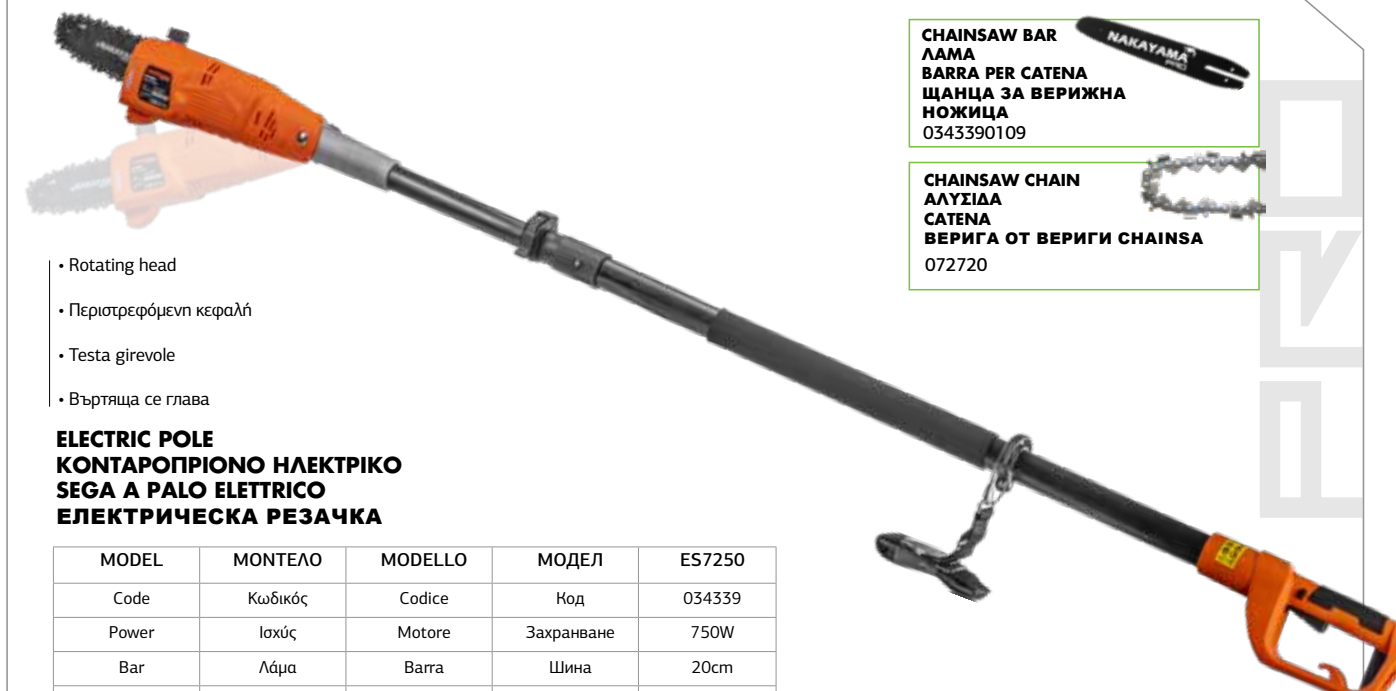 CHAINSAW BAR
ΛΑΜΑ
BARRA PER CATENA
ЩАНЦА ЗА ВЕРИЖНА
НОЖИЦА
0343390109
NAKAYAMA
PRO
CHAINSAW CHAIN
ΑΛΥΣΙΔΑ
CATENA
ВЕРИГА ОТ ВЕРИГИ CHAINSA
072720
PRO
• Rotating head
• Περιστρεφόμενη κεφαλή
• Testa girevole
• Въртяща се глава
ELECTRIC POLE
ΚΟΝΤΑΡΟΠΡΙΟΝΟ ΗΛΕΚΤΡΙΚΟ
SEGA A PALO ELETTRICO
ЕЛЕКТРИЧЕСКА РЕЗАЧКА
MODEL ΜΟΝΤΕΛΟ MODELLO МОДЕЛ ES7250
Code Κωδικός Codice Код 034339
Power Ισχύς Motore Захранване 750W
Bar Λάμα Barra Шина 20cm